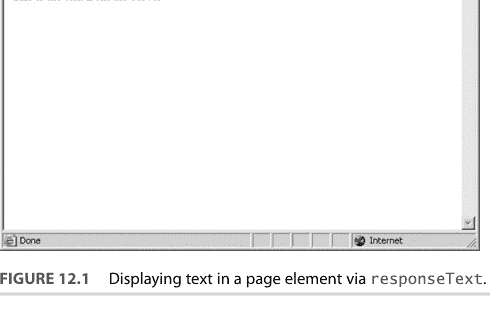 Done Internet
FIGURE 12.1 Displaying text in a page element via responseText.